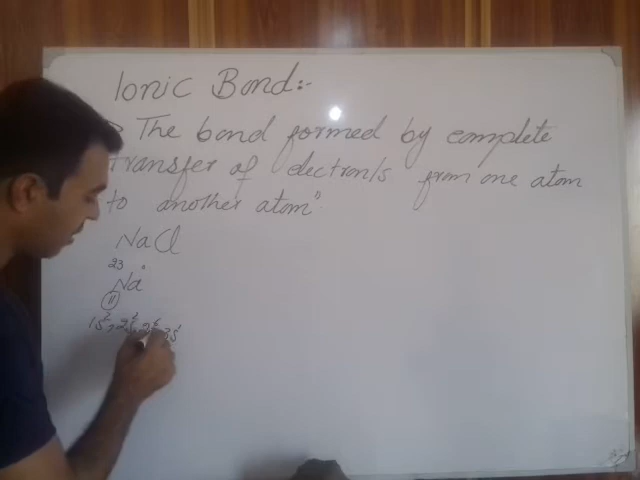 Ionic Bond:-
The bond formed by complete
transfer of electron/s from one atom
to another atom"
NaCl
23
Na°
11
1s², 2s², 2p⁶, 3s¹